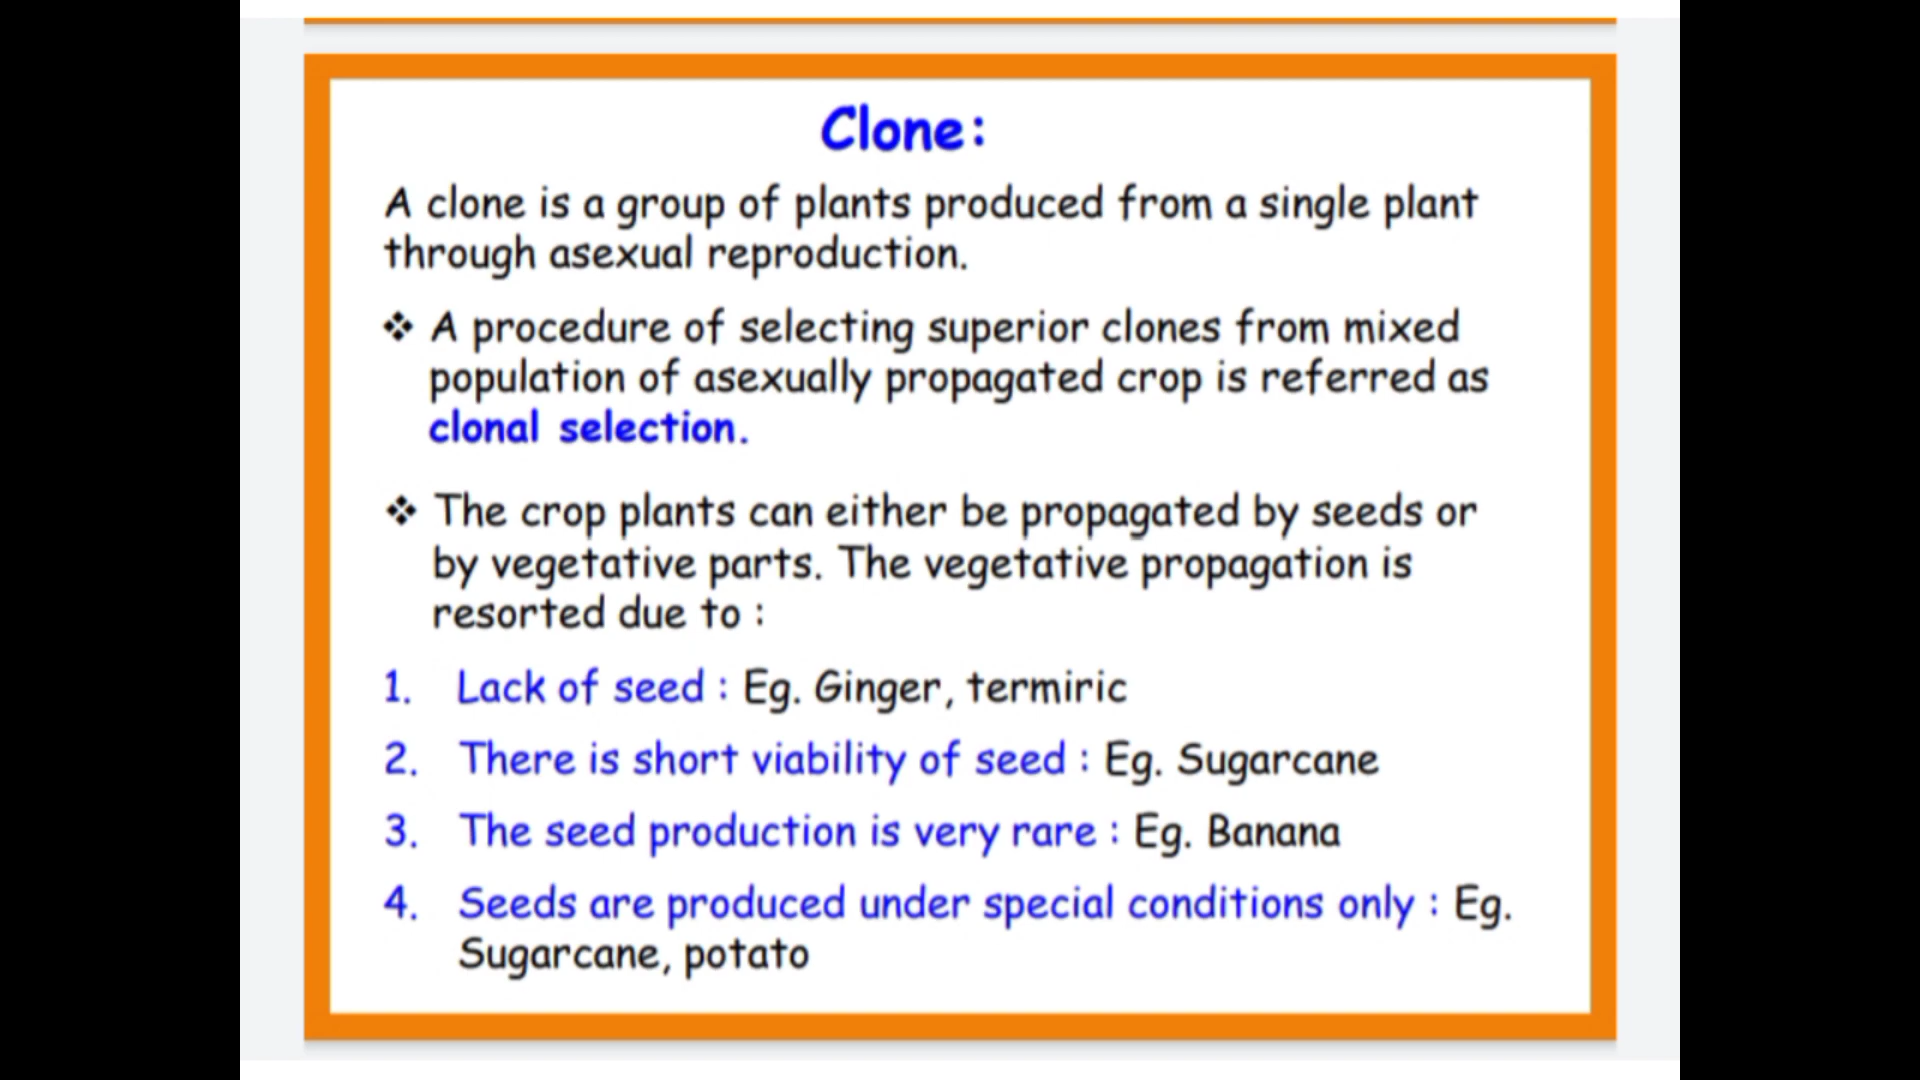 Clone:
A clone is a group of plants produced from a single plant
through asexual reproduction.
❖ A procedure of selecting superior clones from mixed
population of asexually propagated crop is referred as
clonal selection.
❖ The crop plants can either be propagated by seeds or
by vegetative parts. The vegetative propagation is
resorted due to :
1. Lack of seed : Eg. Ginger, termiric
2. There is short viability of seed : Eg. Sugarcane
3. The seed production is very rare : Eg. Banana
4. Seeds are produced under special conditions only : Eg.
Sugarcane, potato